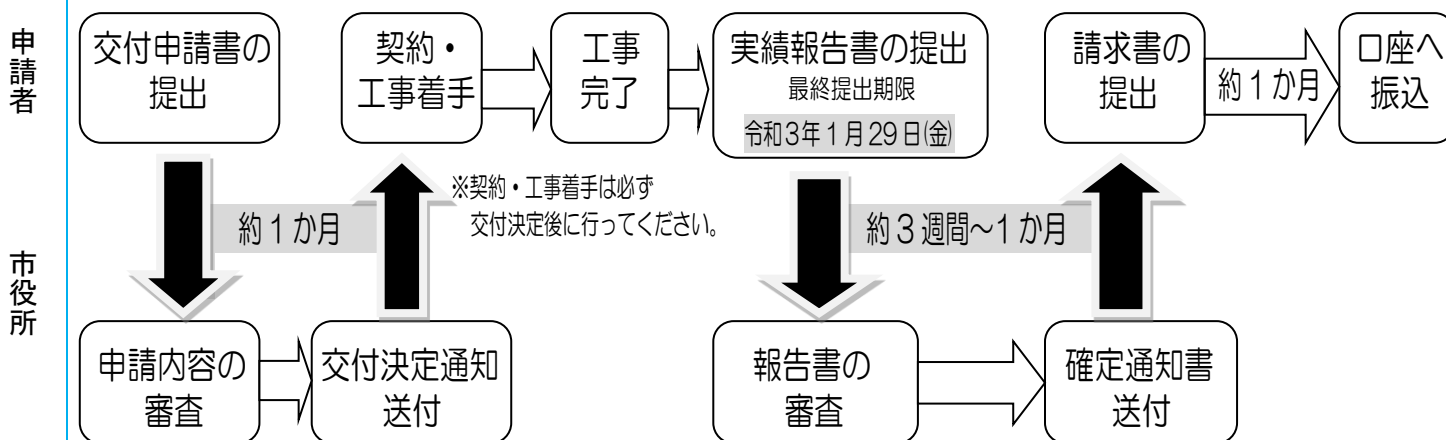 申請者
交付申請書の
提出
契約・
工事着手
工事
完了
実績報告書の提出
最終提出期限
令和3年1月29日(金)
請求書の
提出
約1か月
口座へ
振込
※契約・工事着手は必ず
交付決定後に行ってください。
約1か月
約3週間～1か月
市役所
申請内容の
審査
交付決定通知
送付
報告書の
審査
確定通知書
送付